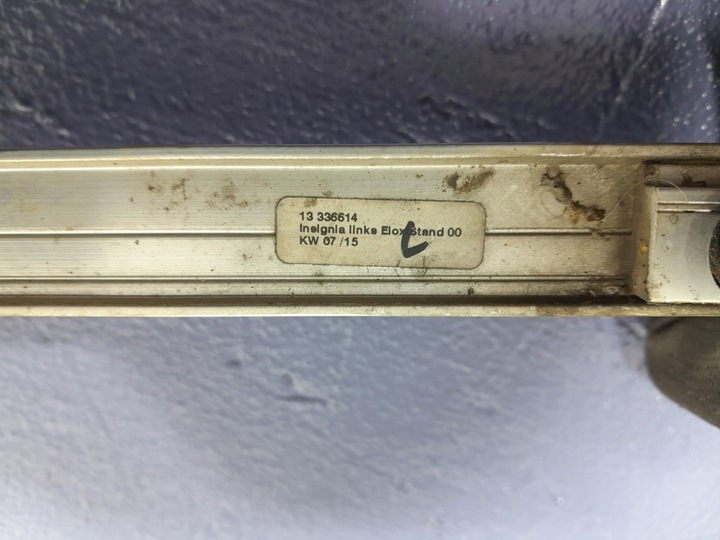 13 336614
Insignia links Elox Stand 00
KW 07 /15
L